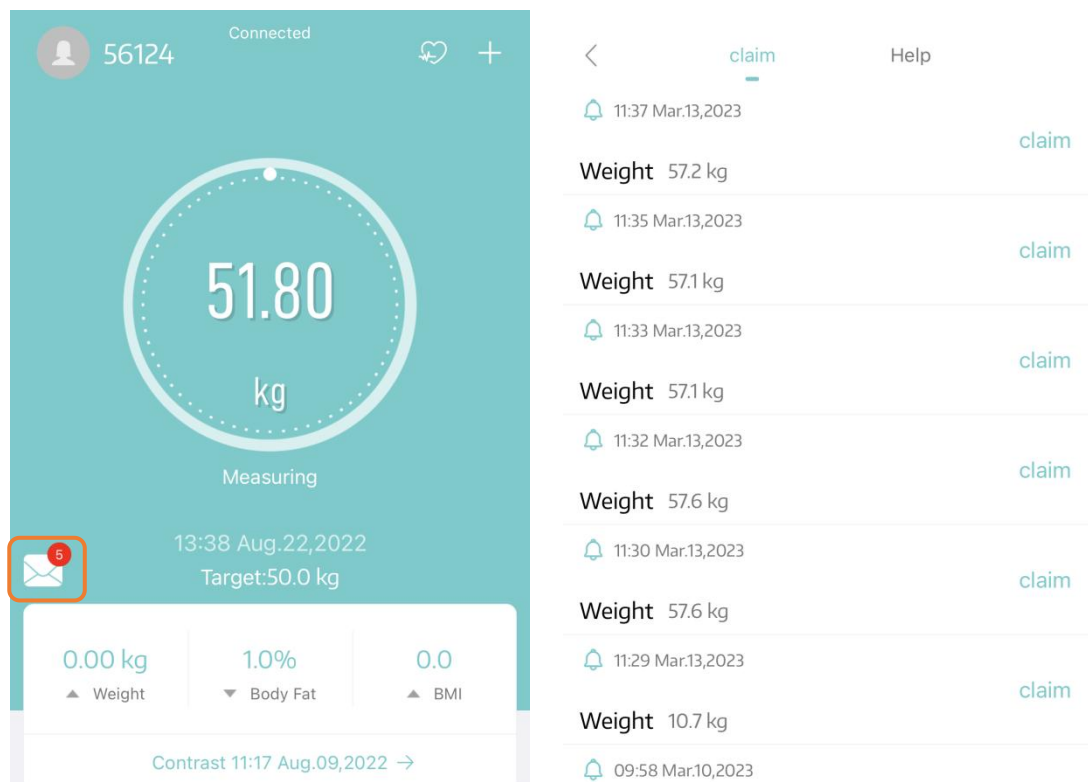 Connected
56124
51.80
kg
Measuring
5
13:38 Aug.22,2022
Target:50.0 kg
0.00 kg
1.0%
0.0
Weight
Body Fat
BMI
Contrast 11:17 Aug.09,2022 →
claim
Help
11:37 Mar.13,2023
claim
Weight 57.2 kg
11:35 Mar.13,2023
claim
Weight 57.1 kg
11:33 Mar.13,2023
claim
Weight 57.1 kg
11:32 Mar.13,2023
claim
Weight 57.6 kg
11:30 Mar.13,2023
claim
Weight 57.6 kg
11:29 Mar.13,2023
claim
Weight 10.7 kg
09:58 Mar.10,2023